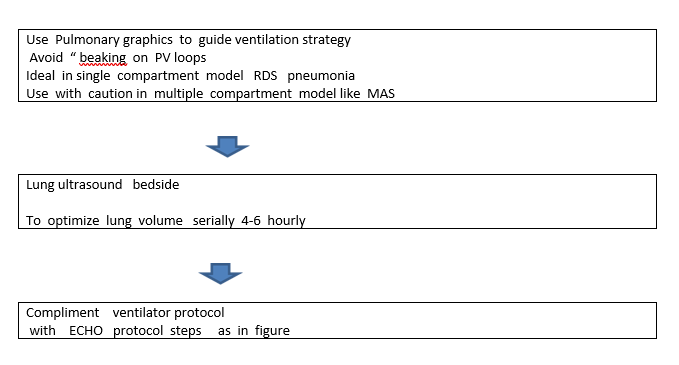 Use Pulmonary graphics to guide ventilation strategy
Avoid “ beaking on PV loops
Ideal in single compartment model RDS pneumonia
Use with caution in multiple compartment model like MAS
Lung ultrasound bedside
To optimize lung volume serially 4-6 hourly
Compliment ventilator protocol
with ECHO protocol steps as in figure